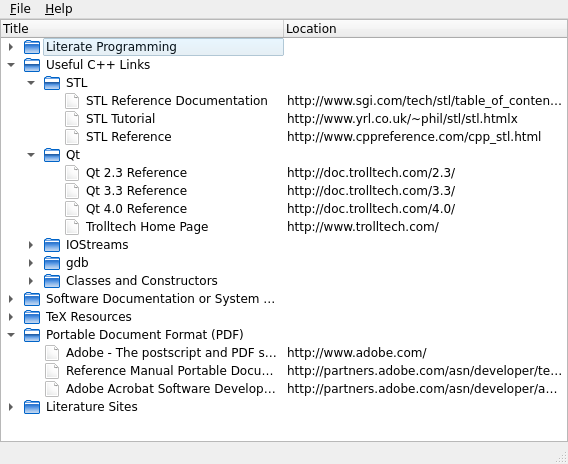 File Help
Title Location
Literate Programming
Useful C++ Links
STL
STL Reference Documentation http://www.sgi.com/tech/stl/table_of_conten...
STL Tutorial http://www.yrl.co.uk/~phil/stl/stl.htmlx
STL Reference http://www.cppreference.com/cpp_stl.html
Qt
Qt 2.3 Reference http://doc.trolltech.com/2.3/
Qt 3.3 Reference http://doc.trolltech.com/3.3/
Qt 4.0 Reference http://doc.trolltech.com/4.0/
Trolltech Home Page http://www.trolltech.com/
IOStreams
gdb
Classes and Constructors
Software Documentation or System ...
TeX Resources
Portable Document Format (PDF)
Adobe - The postscript and PDF s... http://www.adobe.com/
Reference Manual Portable Docu... http://partners.adobe.com/asn/developer/te...
Adobe Acrobat Software Develop... http://partners.adobe.com/asn/developer/a...
Literature Sites